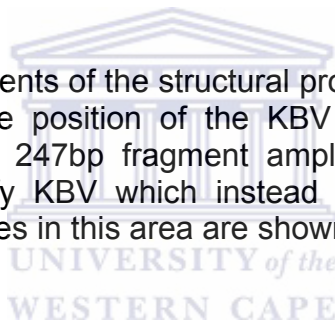 ents of the structural pro
e position of the KBV
247bp fragment ampl
y KBV which instead
es in this area are shown
UNIVERSITY of the
WESTERN CAPE